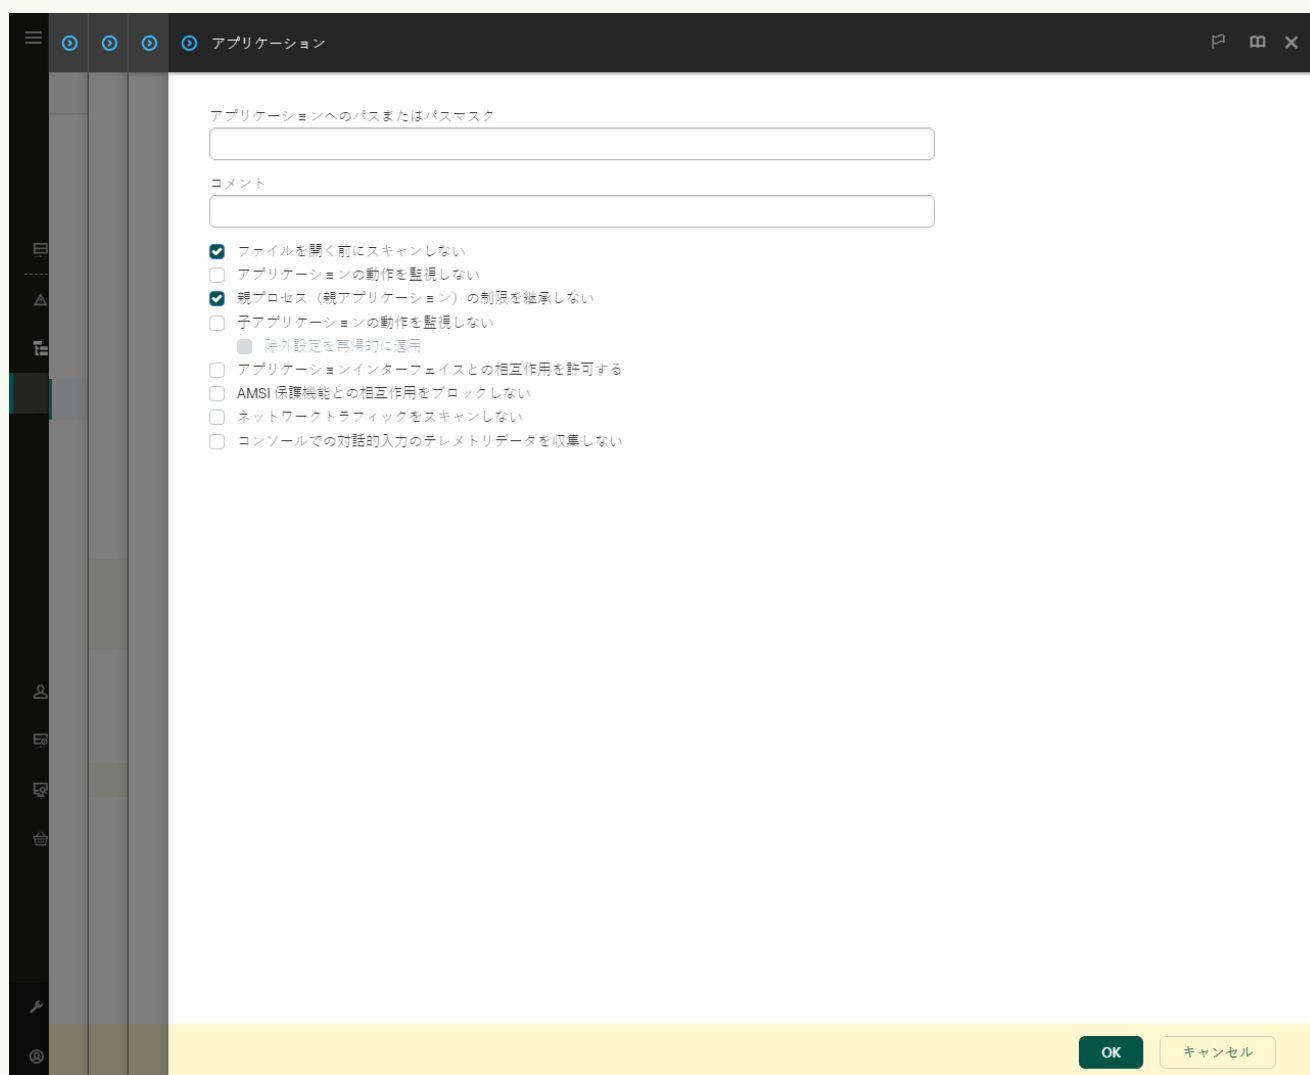 アプリケーション
アプリケーションへのパスまたはパスマスク
コメント
ファイルを開く前にスキャンしない
アプリケーションの動作を監視しない
親プロセス（親アプリケーション）の制限を継承しない
子アプリケーションの動作を監視しない
除外設定を再帰的に適用
アプリケーションインターフェイスとの相互作用を許可する
AMSI 保護機能との相互作用をブロックしない
ネットワークトラフィックをスキャンしない
コンソールでの対話的入力のテレメトリデータを収集しない
OK
キャンセル